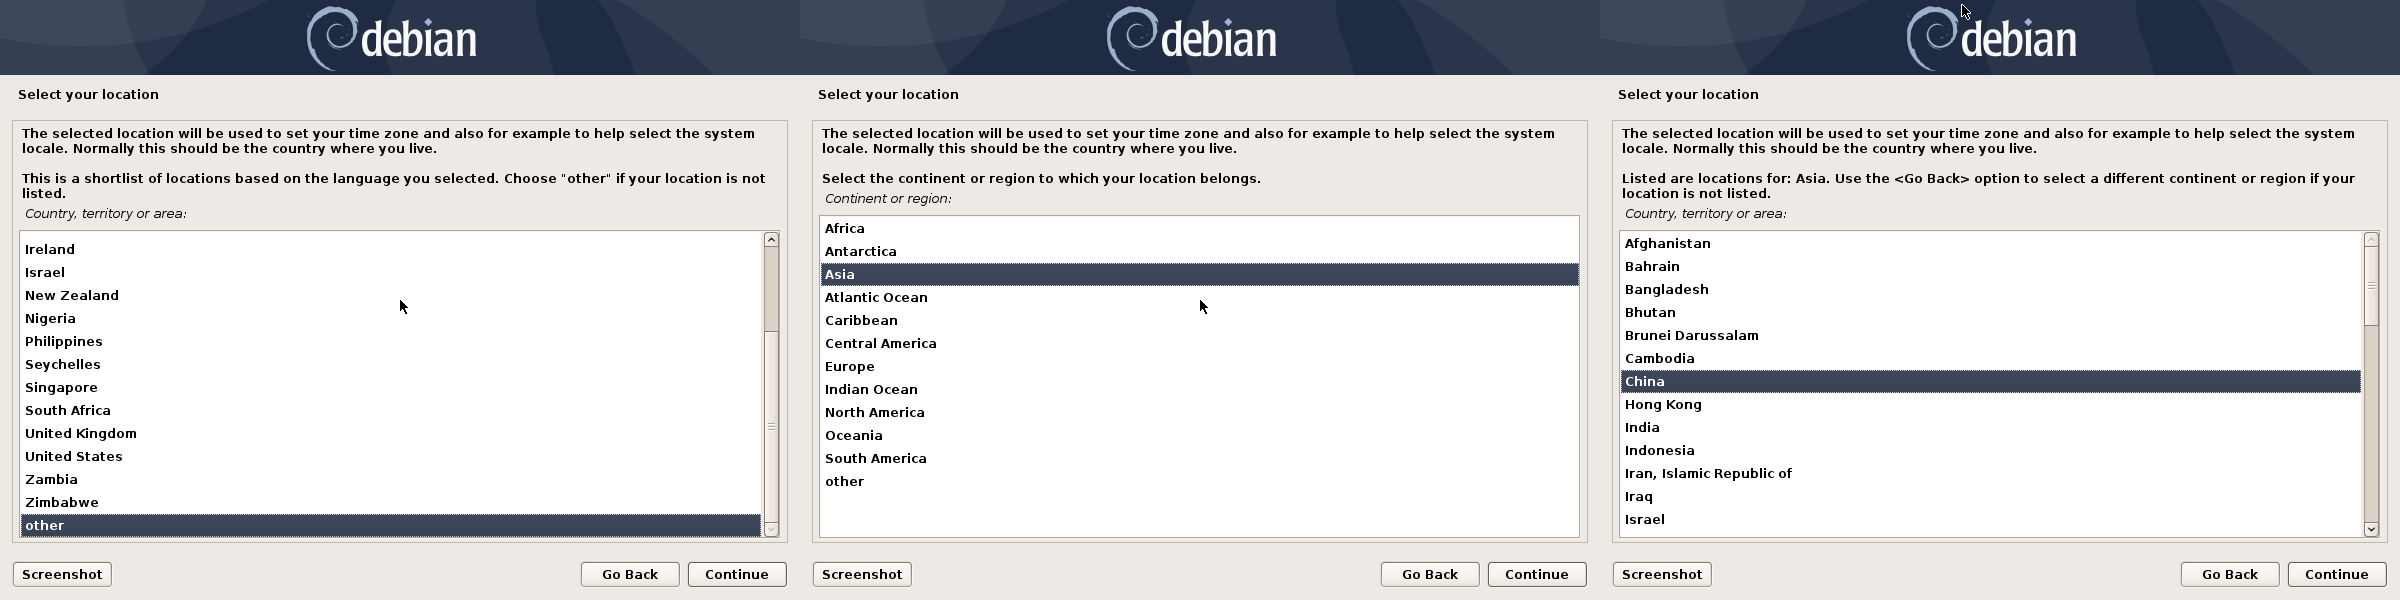 debian
Select your location
The selected location will be used to set your time zone and also for example to help select the system
locale. Normally this should be the country where you live.
This is a shortlist of locations based on the language you selected. Choose "other" if your location is not
listed.
Country, territory or area:
Ireland
Israel
New Zealand
Nigeria
Philippines
Seychelles
Singapore
South Africa
United Kingdom
United States
Zambia
Zimbabwe
other
Screenshot
Go Back
Continue
debian
Select your location
The selected location will be used to set your time zone and also for example to help select the system
locale. Normally this should be the country where you live.
Select the continent or region to which your location belongs.
Continent or region:
Africa
Antarctica
Asia
Atlantic Ocean
Caribbean
Central America
Europe
Indian Ocean
North America
Oceania
South America
other
Screenshot
Go Back
Continue
debian
Select your location
The selected location will be used to set your time zone and also for example to help select the system
locale. Normally this should be the country where you live.
Listed are locations for: Asia. Use the <Go Back> option to select a different continent or region if your
location is not listed.
Country, territory or area:
Afghanistan
Bahrain
Bangladesh
Bhutan
Brunei Darussalam
Cambodia
China
Hong Kong
India
Indonesia
Iran, Islamic Republic of
Iraq
Israel
Screenshot
Go Back
Continue